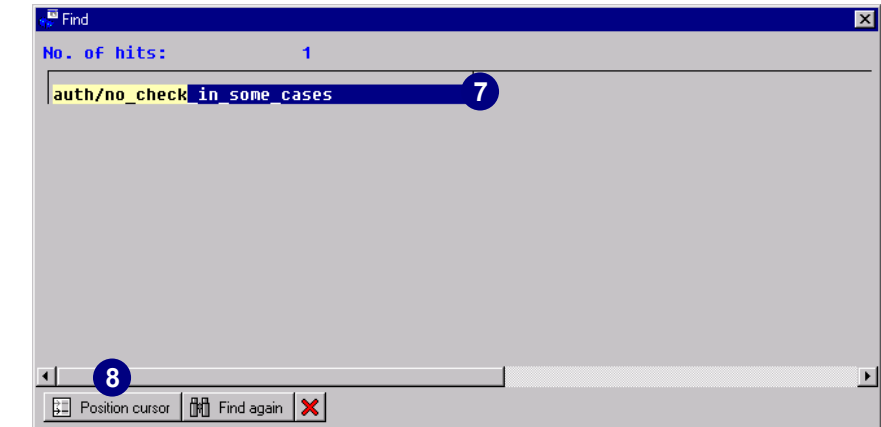 Find
No. of hits: 1
auth/no_check_in_some_cases 7
8
Position cursor Find again